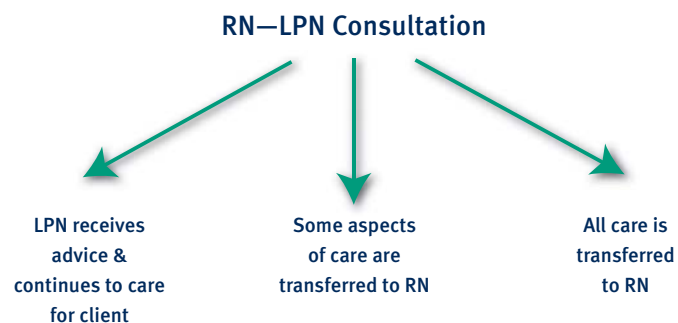 RN—LPN Consultation
LPN receives
advice &
continues to care
for client
Some aspects
of care are
transferred to RN
All care is
transferred
to RN